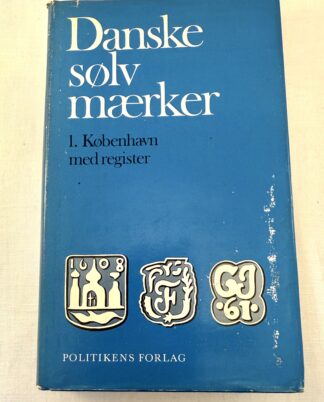 Danske
sølv
mærker
1. København
med register
1608
F
GJ
61
POLITIKENS FORLAG